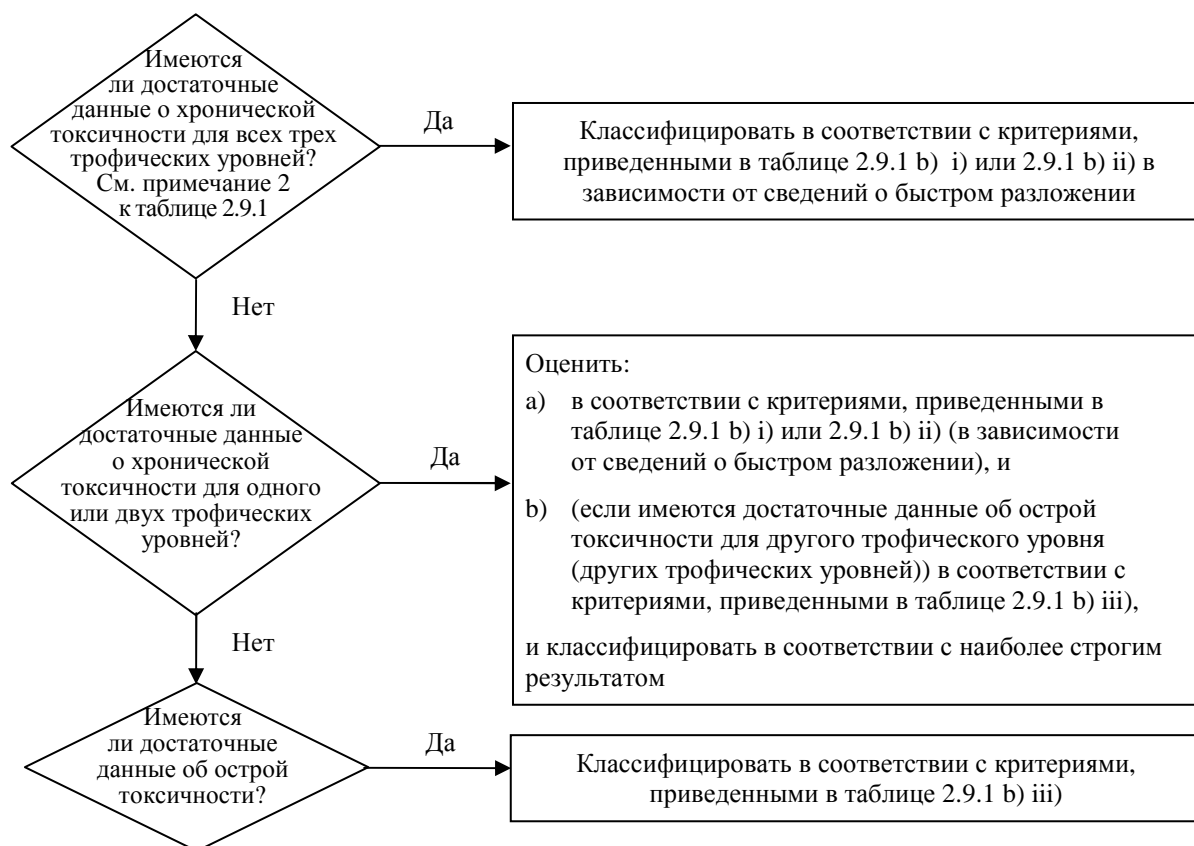 Имеются
ли достаточные
данные о хронической
токсичности для всех трех
трофических уровней?
См. примечание 2
к таблице 2.9.1
Да
Классифицировать в соответствии с критериями,
приведенными в таблице 2.9.1 b) i) или 2.9.1 b) ii) в
зависимости от сведений о быстром разложении
Нет
Имеются ли
достаточные данные
о хронической
токсичности для одного
или двух трофических
уровней?
Да
Оценить:
a) в соответствии с критериями, приведенными в
таблице 2.9.1 b) i) или 2.9.1 b) ii) (в зависимости
от сведений о быстром разложении), и
b) (если имеются достаточные данные об острой
токсичности для другого трофического уровня
(других трофических уровней)) в соответствии с
критериями, приведенными в таблице 2.9.1 b) iii),
и классифицировать в соответствии с наиболее строгим
результатом
Нет
Имеются
ли достаточные
данные об острой
токсичности?
Да
Классифицировать в соответствии с критериями,
приведенными в таблице 2.9.1 b) iii)